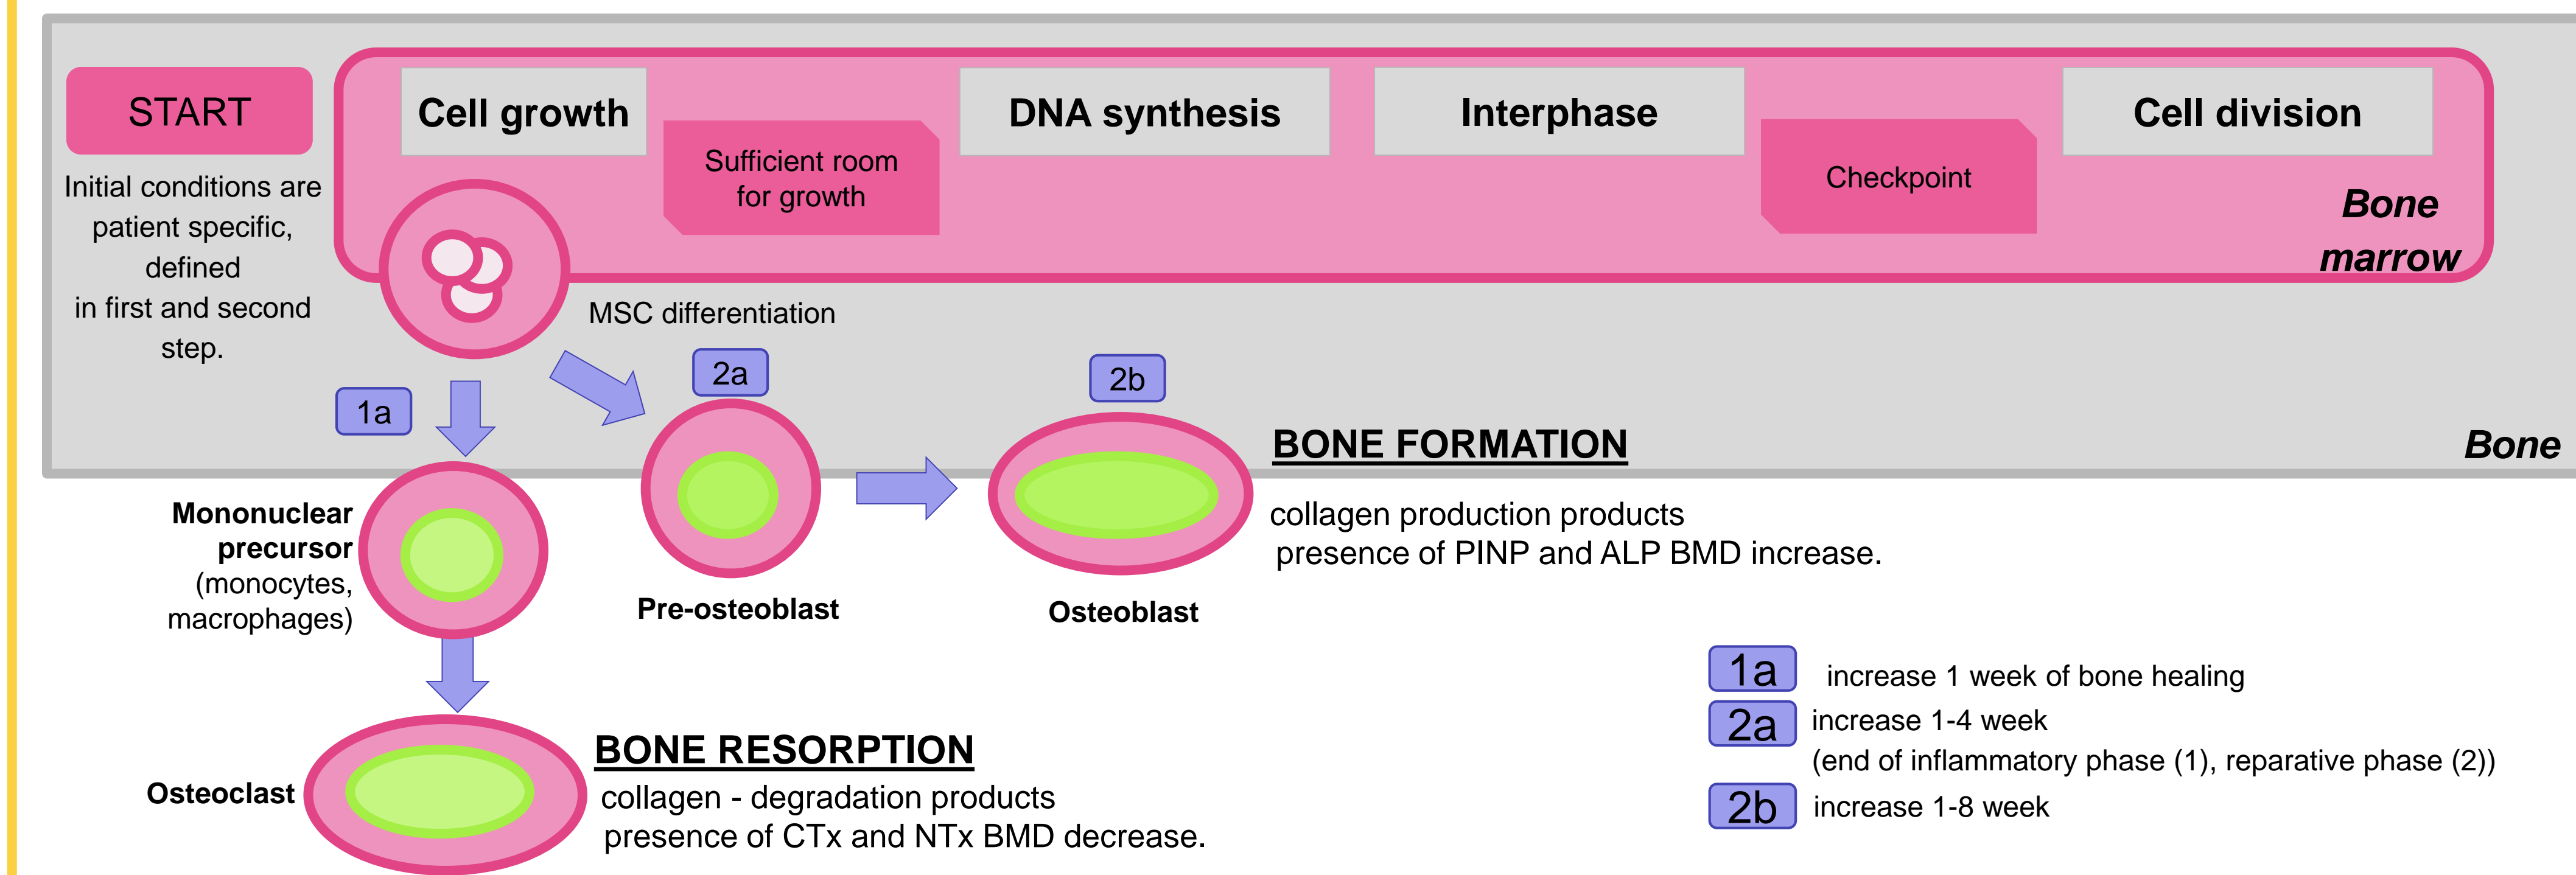 START
Initial conditions are
patient specific,
defined
in first and second
step.
Cell growth
Sufficient room
for growth
DNA synthesis
Interphase
Checkpoint
Cell division
Bone
marrow
MSC differentiation
1a
2a
2b
BONE FORMATION
Bone
collagen production products
presence of PINP and ALP BMD increase.
Mononuclear
precursor
(monocytes,
macrophages)
Pre-osteoblast
Osteoblast
Osteoclast
BONE RESORPTION
collagen - degradation products
presence of CTx and NTx BMD decrease.
1a increase 1 week of bone healing
2a increase 1-4 week
(end of inflammatory phase (1), reparative phase (2))
2b increase 1-8 week